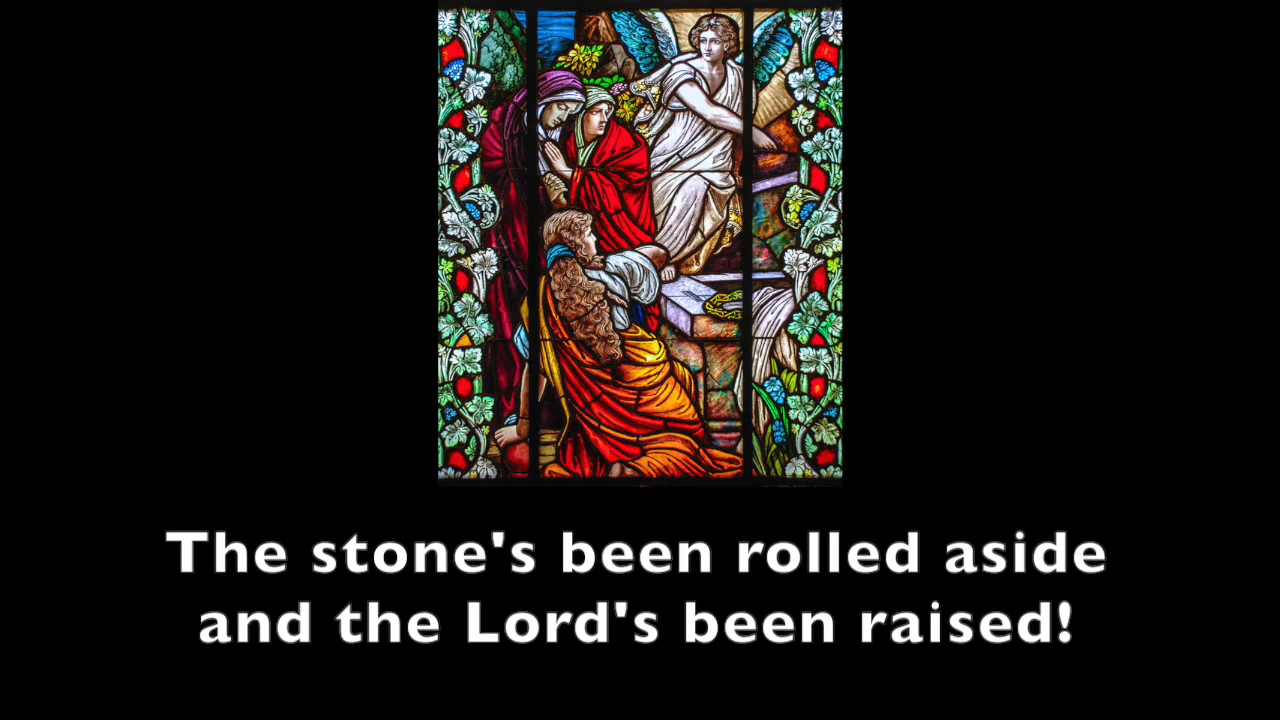 The stone's been rolled aside
and the Lord's been raised!